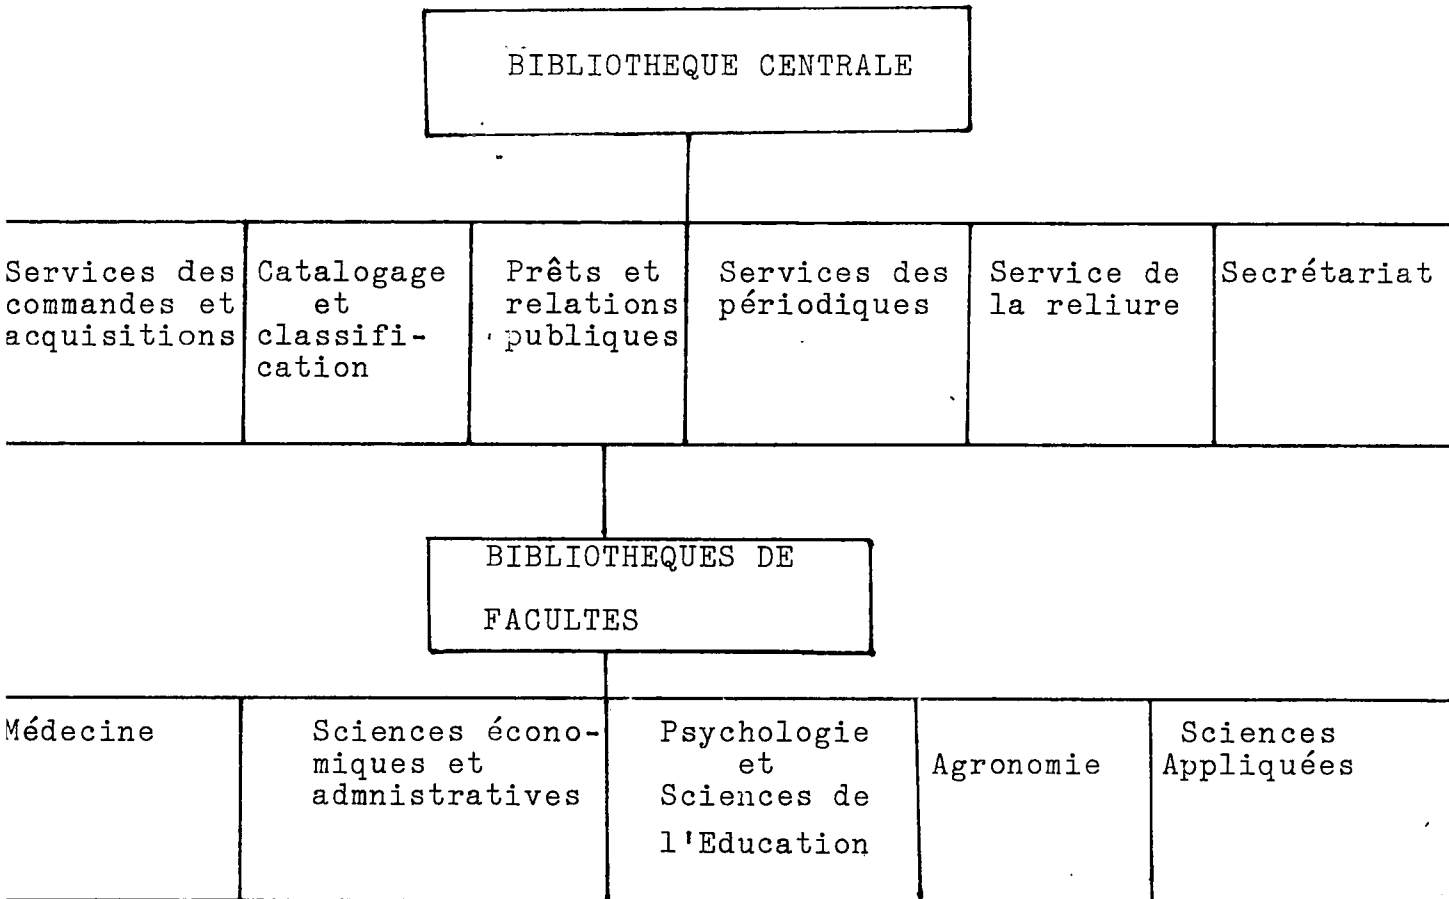 BIBLIOTHEQUE CENTRALE
Services des
commandes et
acquisitions
Catalogage
et
classifi-
cation
Prêts et
relations
publiques
Services des
périodiques
Service de
la reliure
Secrétariat
BIBLIOTHEQUES DE
FACULTES
Médecine
Sciences écono-
miques et
admnistratives
Psychologie
et
Sciences de
l'Education
Agronomie
Sciences
Appliquées